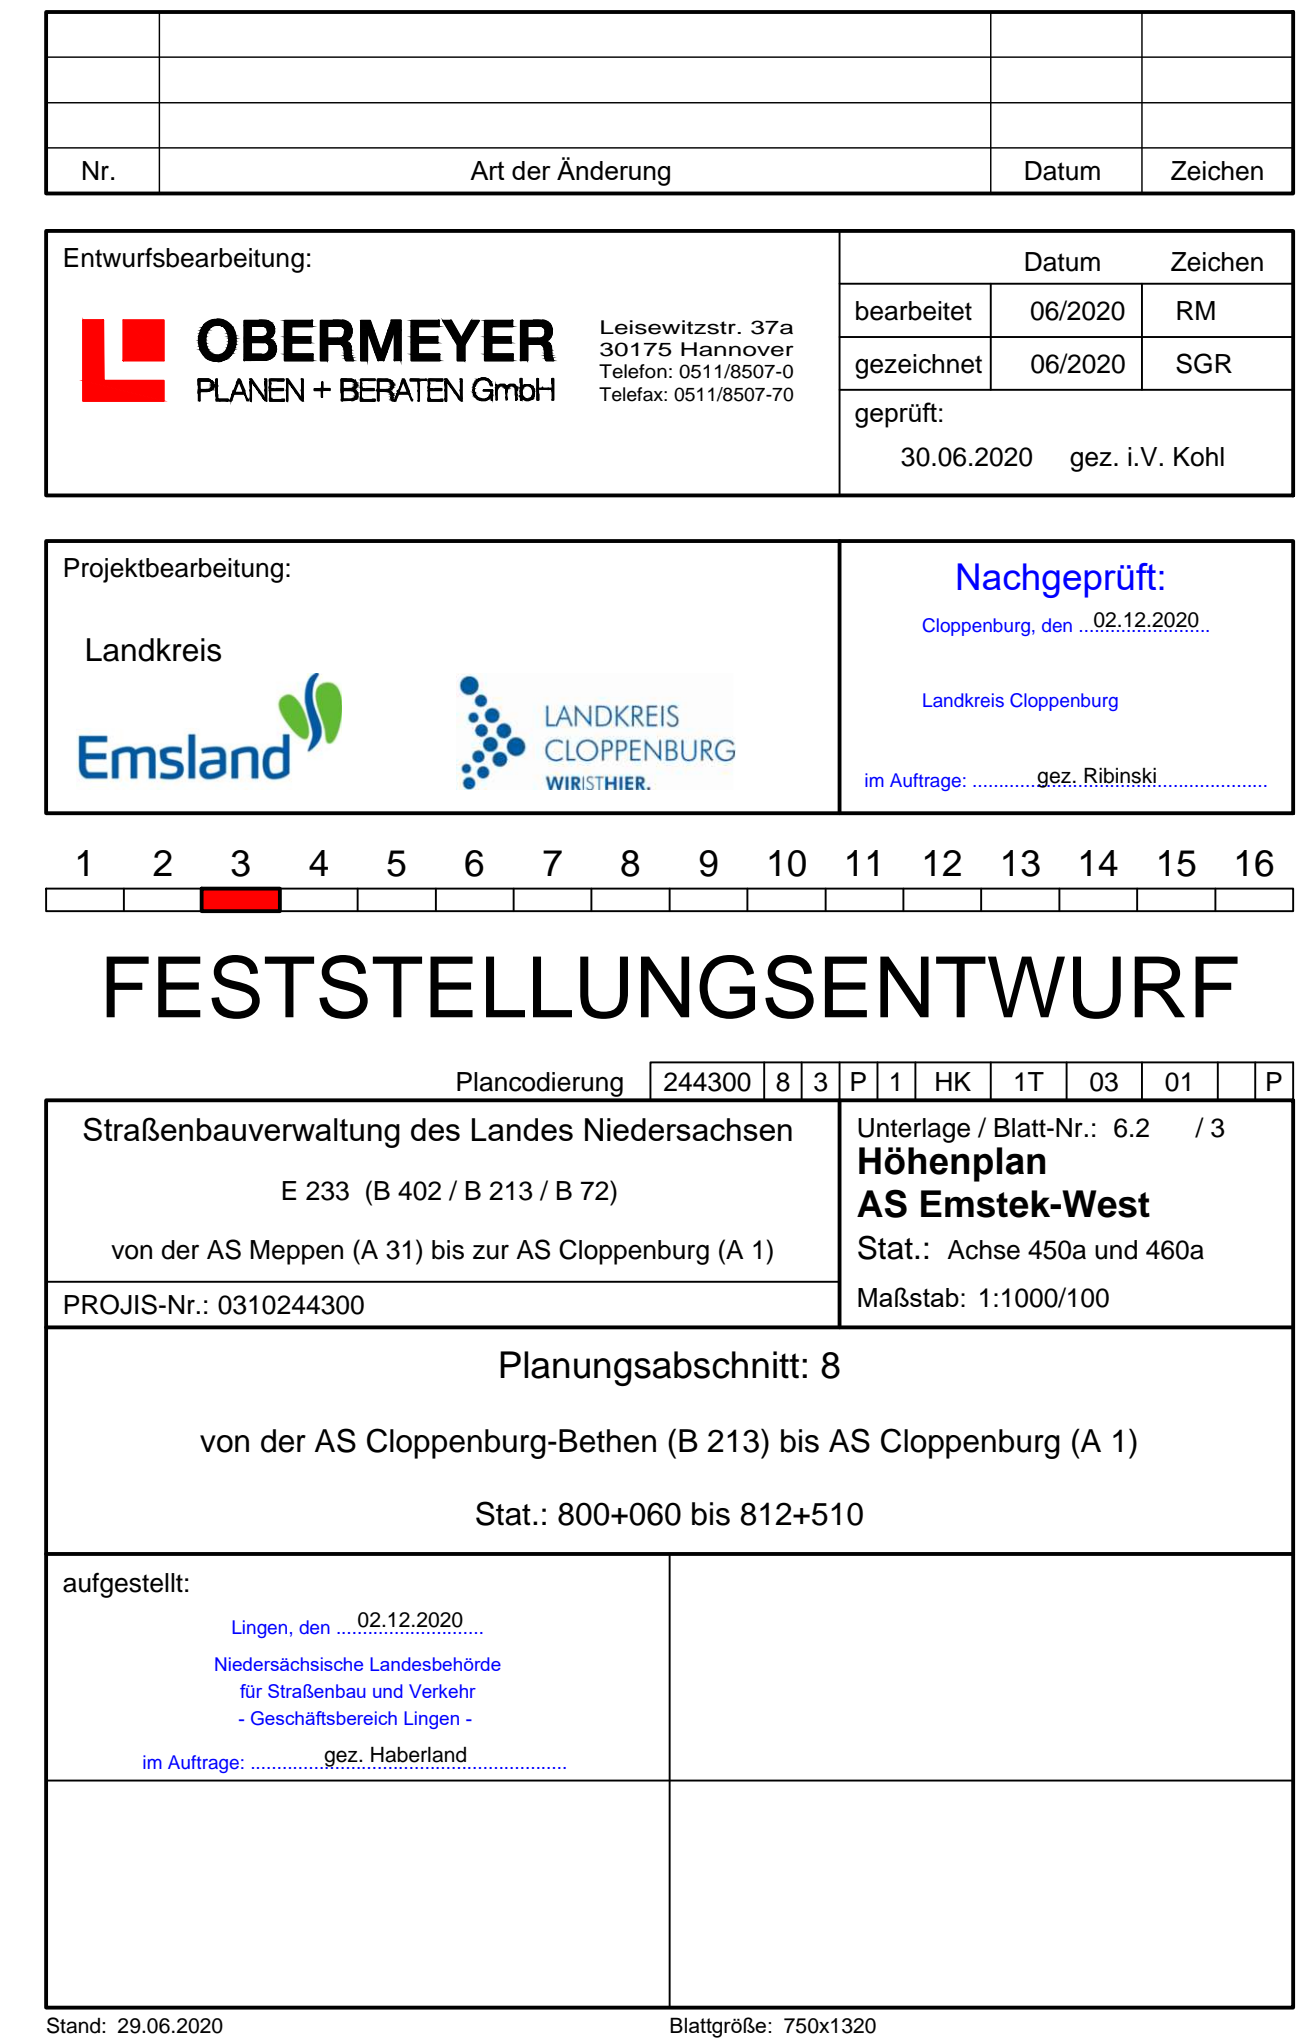 Nr. Art der Änderung Datum Zeichen
Entwurfsbearbeitung:
OBERMEYER
PLANEN + BERATEN GmbH
Leisewitzstr. 37a
30175 Hannover
Telefon: 0511/8507-0
Telefax: 0511/8507-70
Datum Zeichen
bearbeitet 06/2020 RM
gezeichnet 06/2020 SGR
geprüft:
30.06.2020 gez. i.V. Kohl
Projektbearbeitung:
Landkreis
Emsland
LANDKREIS
CLOPPENBURG
WIRISTHIER.
Nachgeprüft:
Cloppenburg, den 02.12.2020
Landkreis Cloppenburg
im Auftrage: gez. Ribinski
1 2 3 4 5 6 7 8 9 10 11 12 13 14 15 16
FESTSTELLUNGSENTWURF
Plancodierung 244300 8 3 P 1 HK 1T 03 01 P
Straßenbauverwaltung des Landes Niedersachsen
E 233 (B 402 / B 213 / B 72)
von der AS Meppen (A 31) bis zur AS Cloppenburg (A 1)
PROJIS-Nr.: 0310244300
Unterlage / Blatt-Nr.: 6.2 / 3
Höhenplan
AS Emstek-West
Stat.: Achse 450a und 460a
Maßstab: 1:1000/100
Planungsabschnitt: 8
von der AS Cloppenburg-Bethen (B 213) bis AS Cloppenburg (A 1)
Stat.: 800+060 bis 812+510
aufgestellt:
Lingen, den 02.12.2020
Niedersächsische Landesbehörde
für Straßenbau und Verkehr
- Geschäftsbereich Lingen -
im Auftrage: gez. Haberland
Stand: 29.06.2020 Blattgröße: 750x1320